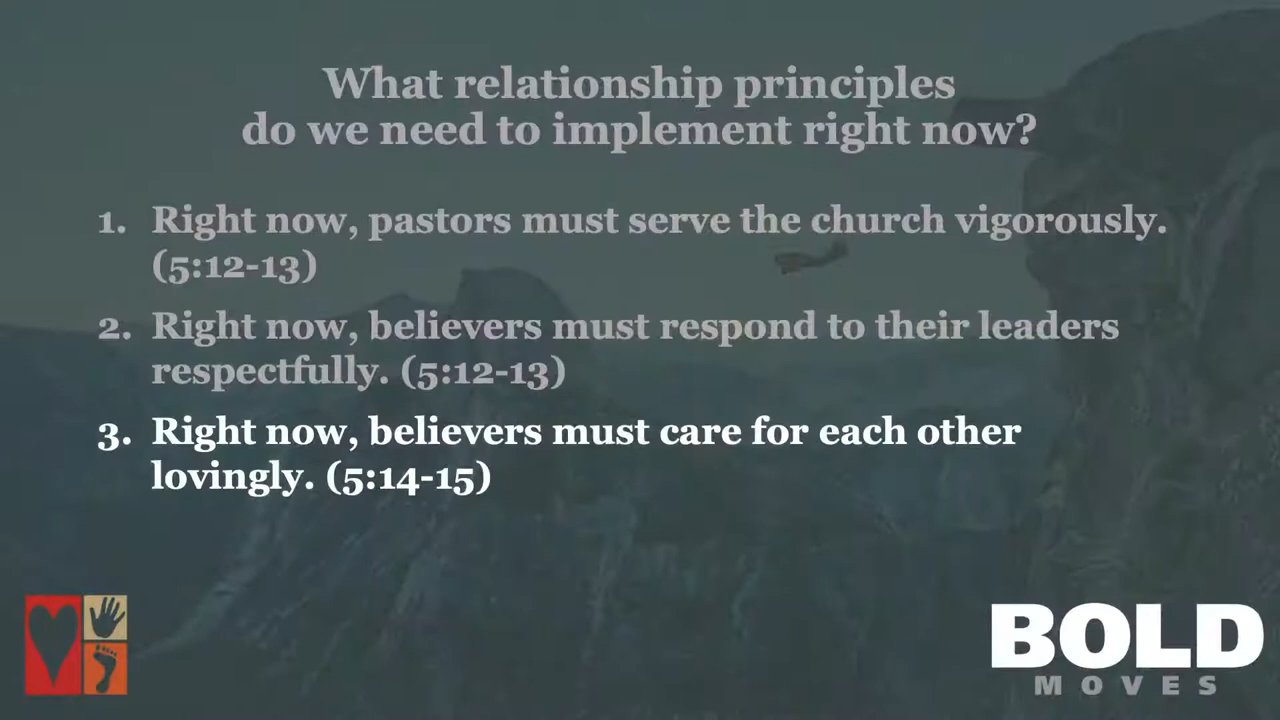 What relationship principles
do we need to implement right now?
1. Right now, pastors must serve the church vigorously.
(5:12-13)
2. Right now, believers must respond to their leaders
respectfully. (5:12-13)
3. Right now, believers must care for each other
lovingly. (5:14-15)
BOLD
MOVES